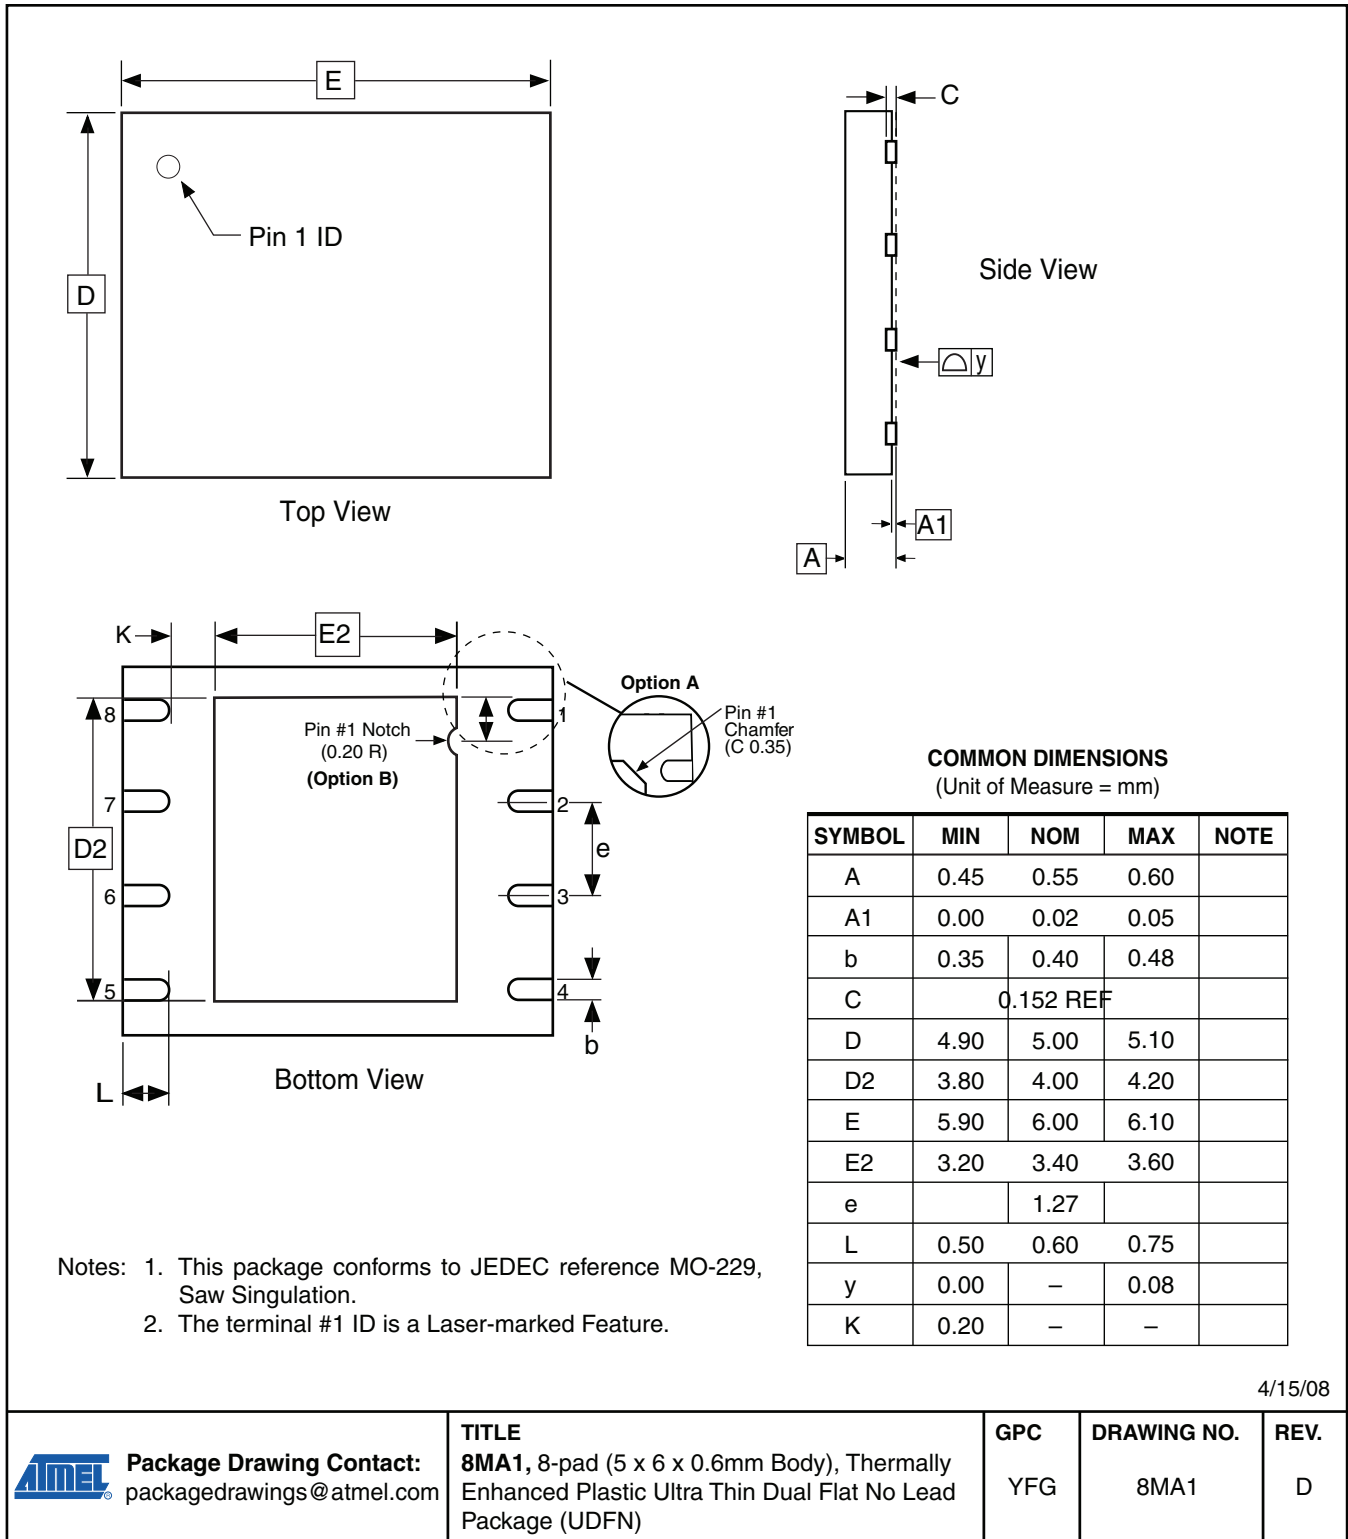 E
C
Pin 1 ID
D
Side View
y
Top View
A1
A
K
E2
Option A
8
1
Pin #1 Notch
(0.20 R)
(Option B)
Pin #1
Chamfer
(C 0.35)
7
2
D2
e
6
3
5
4
b
L
Bottom View
COMMON DIMENSIONS
(Unit of Measure = mm)
SYMBOL MIN NOM MAX NOTE
A 0.45 0.55 0.60
A1 0.00 0.02 0.05
b 0.35 0.40 0.48
C 0.152 REF
D 4.90 5.00 5.10
D2 3.80 4.00 4.20
E 5.90 6.00 6.10
E2 3.20 3.40 3.60
e 1.27
L 0.50 0.60 0.75
y 0.00 – 0.08
K 0.20 – –
Notes: 1. This package conforms to JEDEC reference MO-229,
Saw Singulation.
2. The terminal #1 ID is a Laser-marked Feature.
4/15/08
ATMEL ®
Package Drawing Contact:
packagedrawings@atmel.com
TITLE
8MA1, 8-pad (5 x 6 x 0.6mm Body), Thermally
Enhanced Plastic Ultra Thin Dual Flat No Lead
Package (UDFN)
GPC
YFG
DRAWING NO.
8MA1
REV.
D